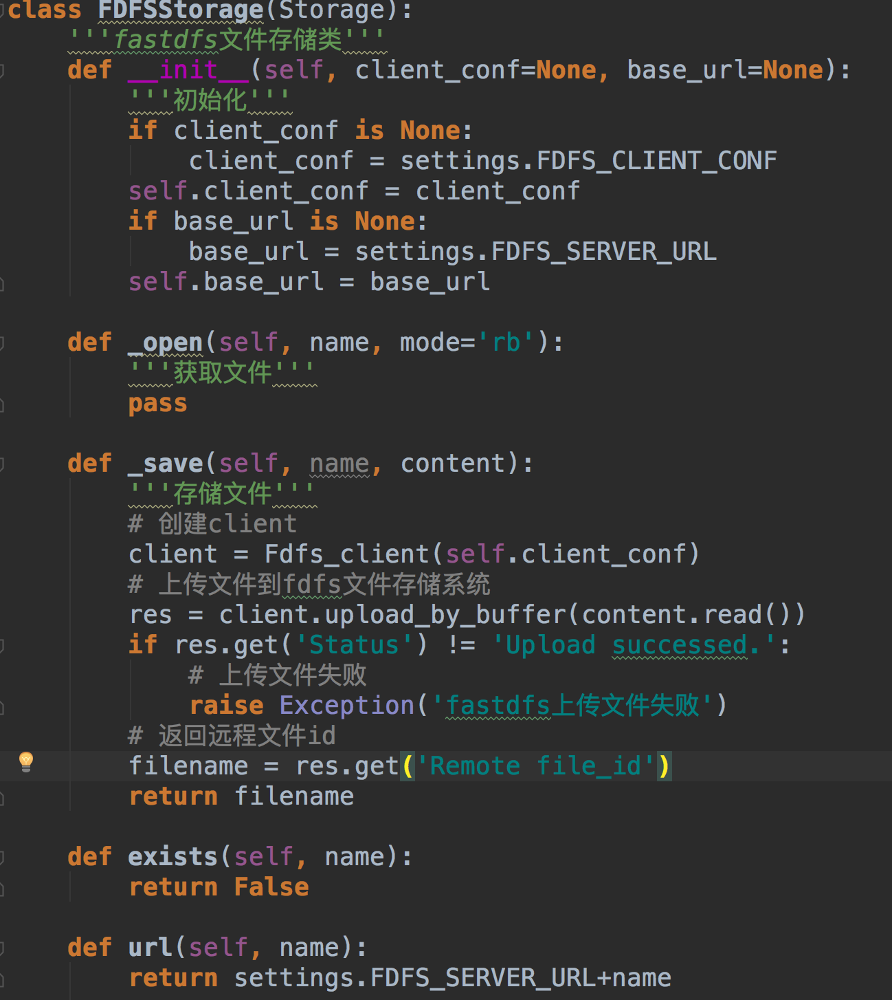 class FDFSStorage(Storage):
    '''fastdfs文件存储类'''
    def __init__(self, client_conf=None, base_url=None):
        '''初始化'''
        if client_conf is None:
            client_conf = settings.FDFS_CLIENT_CONF
        self.client_conf = client_conf
        if base_url is None:
            base_url = settings.FDFS_SERVER_URL
        self.base_url = base_url

    def _open(self, name, mode='rb'):
        '''获取文件'''
        pass

    def _save(self, name, content):
        '''存储文件'''
        # 创建client
        client = Fdfs_client(self.client_conf)
        # 上传文件到fdfs文件存储系统
        res = client.upload_by_buffer(content.read())
        if res.get('Status') != 'Upload successed.':
            # 上传文件失败
            raise Exception('fastdfs上传文件失败')
        # 返回远程文件id
        filename = res.get('Remote file_id')
        return filename

    def exists(self, name):
        return False

    def url(self, name):
        return settings.FDFS_SERVER_URL+name